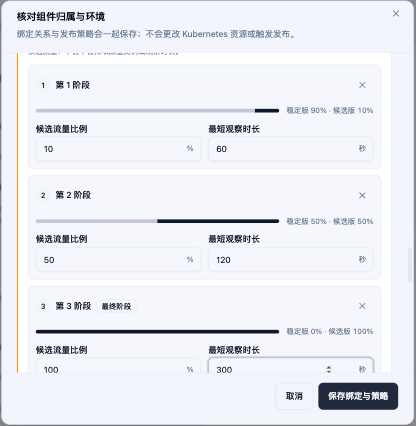 核对组件归属与环境
绑定关系与发布策略会一起保存；不会更改 Kubernetes 资源或触发发布。
1 第 1 阶段
稳定版 90% · 候选版 10%
候选流量比例 最短观察时长
10 % 60 秒
2 第 2 阶段
稳定版 50% · 候选版 50%
候选流量比例 最短观察时长
50 % 120 秒
3 第 3 阶段 最终阶段
稳定版 0% · 候选版 100%
候选流量比例 最短观察时长
100 % 300 秒
取消 保存绑定与策略